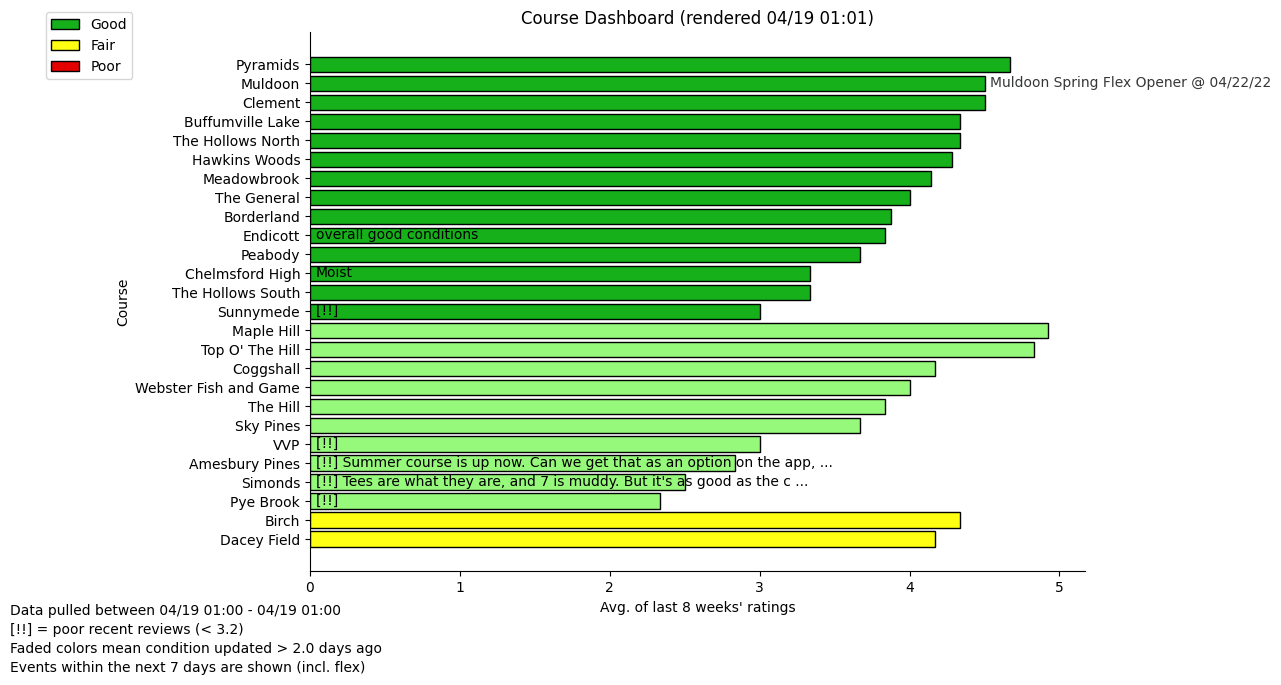 Course Dashboard (rendered 04/19 01:01)
Good
Fair
Poor
Course
Pyramids
Muldoon
Muldoon Spring Flex Opener @ 04/22/22
Clement
Buffumville Lake
The Hollows North
Hawkins Woods
Meadowbrook
The General
Borderland
Endicott
overall good conditions
Peabody
Chelmsford High
Moist
The Hollows South
Sunnymede
[!!]
Maple Hill
Top O' The Hill
Coggshall
Webster Fish and Game
The Hill
Sky Pines
VVP
[!!]
Amesbury Pines
[!!] Summer course is up now. Can we get that as an option on the app, ...
Simonds
[!!] Tees are what they are, and 7 is muddy. But it's as good as the c ...
Pye Brook
[!!]
Birch
Dacey Field
0 1 2 3 4 5
Avg. of last 8 weeks' ratings
Data pulled between 04/19 01:00 - 04/19 01:00
[!!] = poor recent reviews (< 3.2)
Faded colors mean condition updated > 2.0 days ago
Events within the next 7 days are shown (incl. flex)